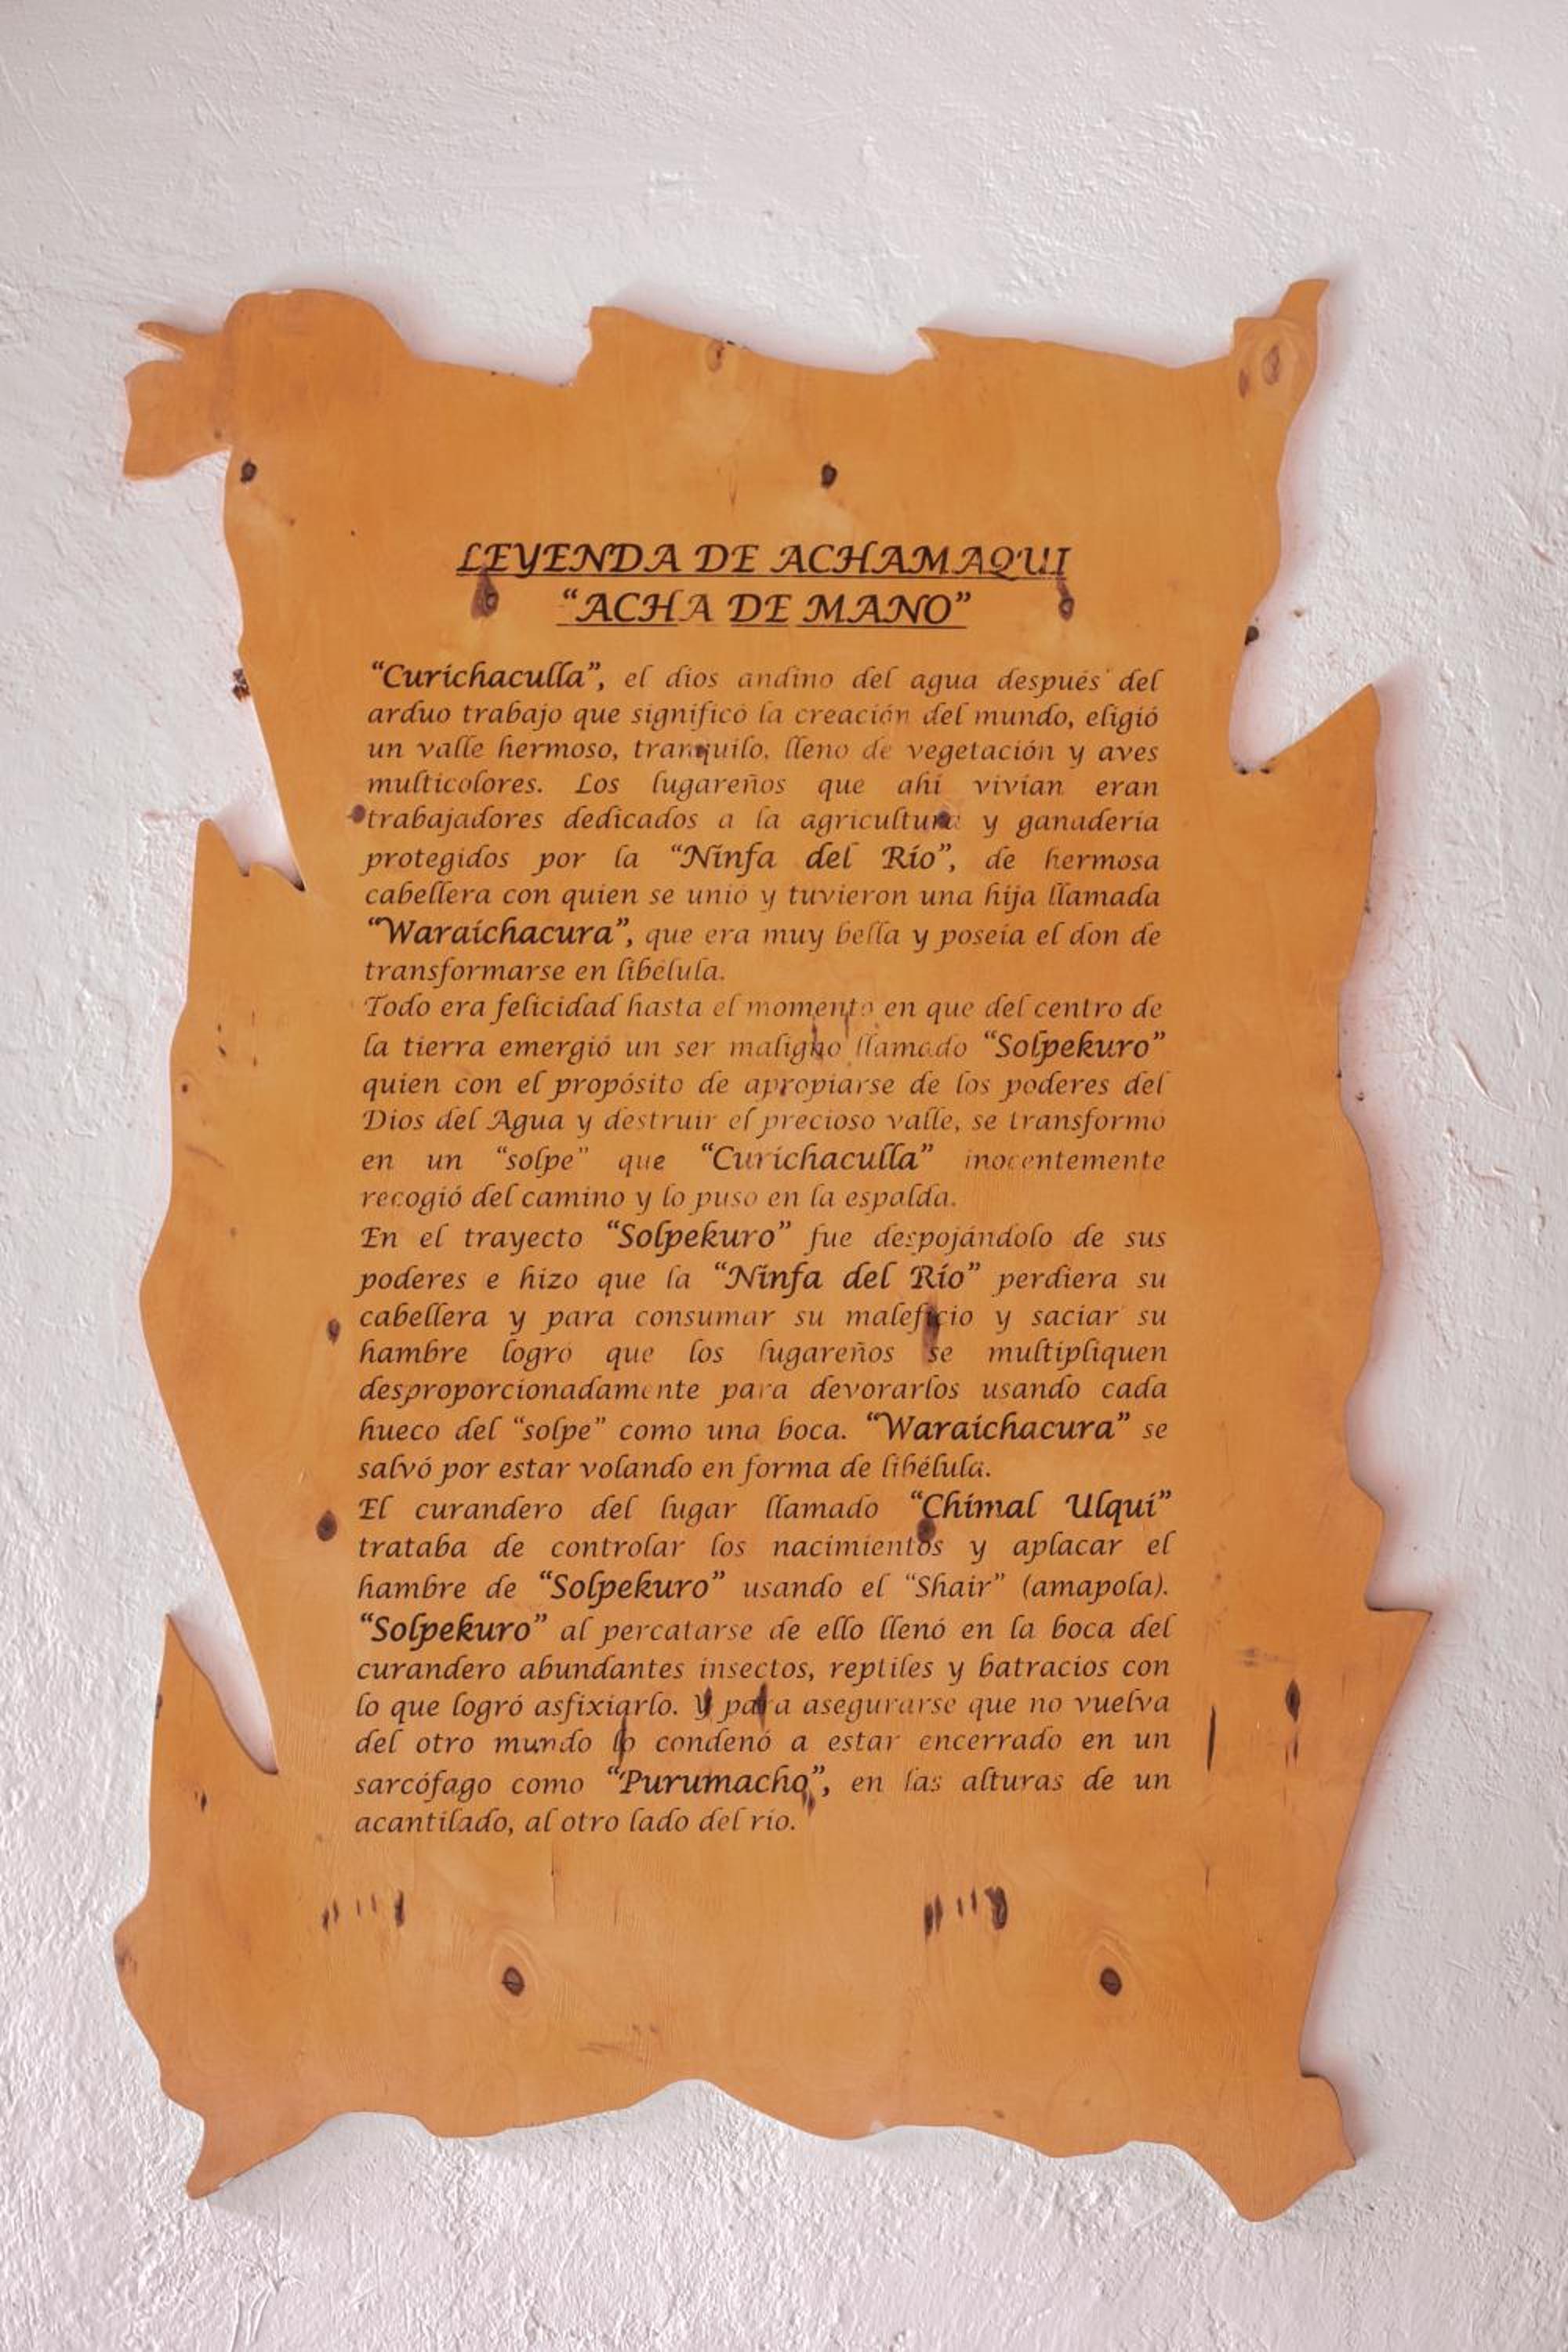 LEYENDA DE ACHAMAQUI
“ACHA DE MANO”
“Curichaculla”, el dios andino del agua después del
arduo trabajo que significó la creación del mundo, eligió
un valle hermoso, tranquilo, lleno de vegetación y aves
multicolores. Los lugareños que ahí vivían eran
trabajadores dedicados a la agricultura y ganadería
protegidos por la “Ninfa del Río”, de hermosa
cabellera con quien se unió y tuvieron una hija llamada
“Waraichacura”, que era muy bella y poseía el don de
transformarse en libélula.
Todo era felicidad hasta el momento en que del centro de
la tierra emergió un ser maligno llamado “Solpekuro”
quien con el propósito de apropiarse de los poderes del
Dios del Agua y destruir el precioso valle, se transformó
en un “solpe” que “Curichaculla” inocentemente
recogió del camino y lo puso en la espalda.
En el trayecto “Solpekuro” fue despojándolo de sus
poderes e hizo que la “Ninfa del Río” perdiera su
cabellera y para consumar su maleficio y saciar su
hambre logró que los lugareños se multipliquen
desproporcionadamente para devorarlos usando cada
hueco del “solpe” como una boca. “Waraichacura” se
salvó por estar volando en forma de libélula.
El curandero del lugar llamado “Chimal Ulqui”
trataba de controlar los nacimientos y aplacar el
hambre de “Solpekuro” usando el “Shair” (amapola).
“Solpekuro” al percatarse de ello llenó en la boca del
curandero abundantes insectos, reptiles y batracios con
lo que logró asfixiarlo. Y para asegurarse que no vuelva
del otro mundo lo condenó a estar encerrado en un
sarcófago como “Purumacho”, en las alturas de un
acantilado, al otro lado del río.